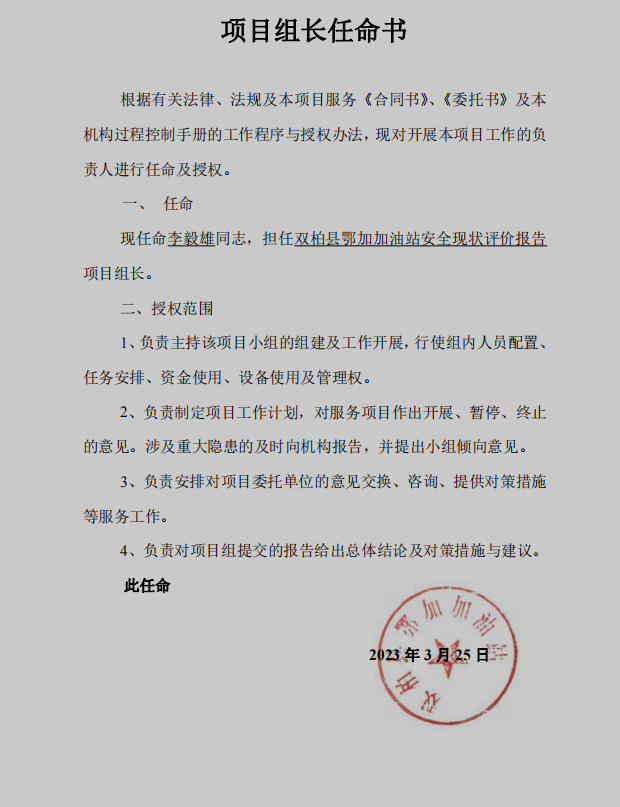 项目组长任命书
根据有关法律、法规及本项目服务《合同书》、《委托书》及本
机构过程控制手册的工作程序与授权办法，现对开展本项目工作的负
责人进行任命及授权。
一、 任命
现任命李毅雄同志，担任双柏县鄂加加油站安全现状评价报告
项目组长。
二、授权范围
1、负责主持该项目小组的组建及工作开展，行使组内人员配置、
任务安排、资金使用、设备使用及管理权。
2、负责制定项目工作计划，对服务项目作出开展、暂停、终止
的意见。涉及重大隐患的及时向机构报告，并提出小组倾向意见。
3、负责安排对项目委托单位的意见交换、咨询、提供对策措施
等服务工作。
4、负责对项目组提交的报告给出总体结论及对策措施与建议。
此任命
双柏县鄂加加油站
2023 年 3 月 25 日